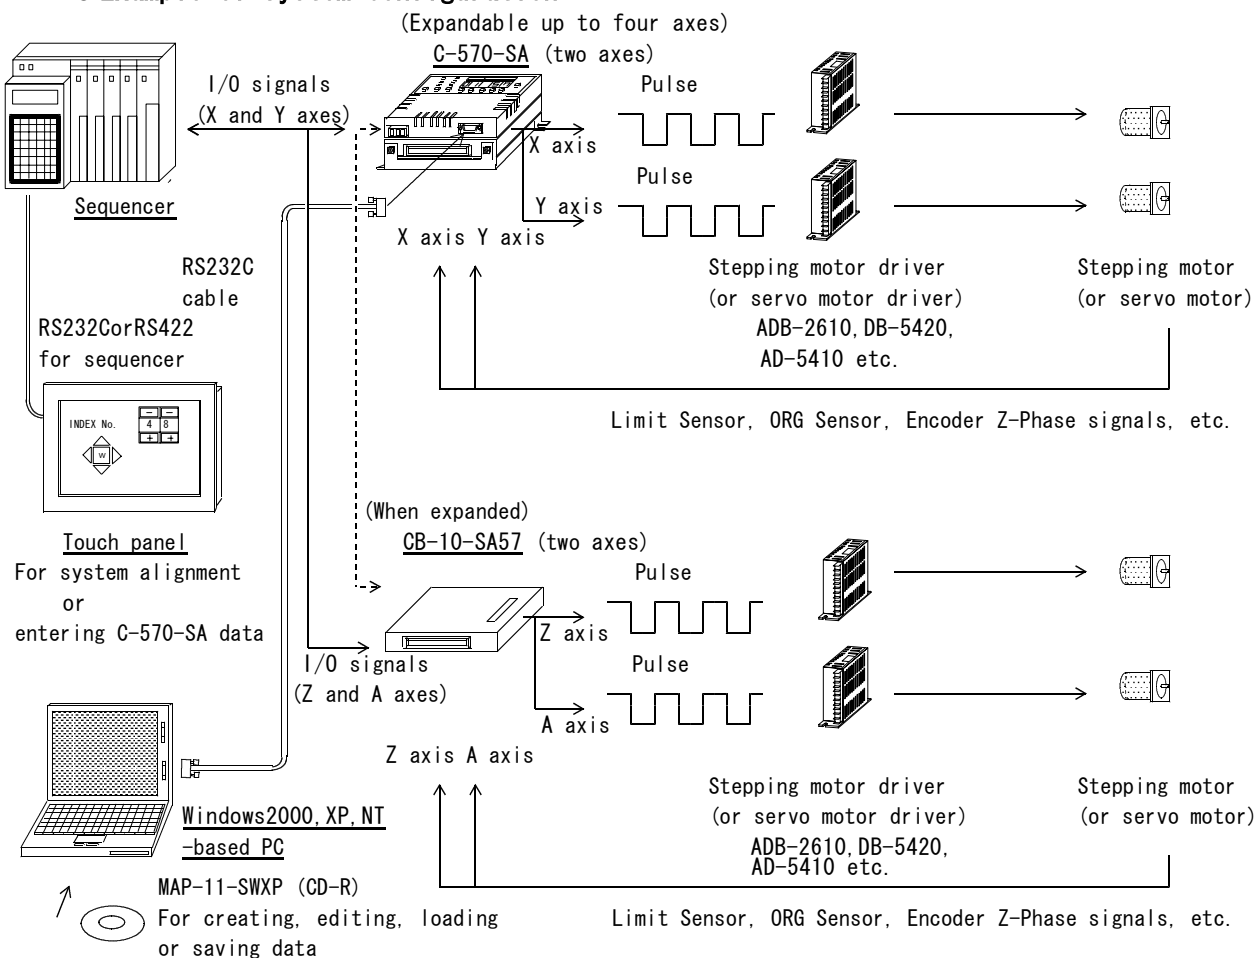 (Expandable up to four axes)
C-570-SA (two axes)
I/O signals
(X and Y axes)
Pulse
X axis
Pulse
Y axis
Sequencer
X axis Y axis
RS232C
cable
Stepping motor driver
(or servo motor driver)
ADB-2610,DB-5420,
AD-5410 etc.
Stepping motor
(or servo motor)
RS232CorRS422
for sequencer
INDEX No.
4 8
+ +
W
Limit Sensor, ORG Sensor, Encoder Z-Phase signals, etc.
Touch panel
For system alignment
or
entering C-570-SA data
(When expanded)
CB-10-SA57 (two axes)
Pulse
Z axis
I/O signals
(Z and A axes)
Pulse
A axis
Z axis A axis
Stepping motor driver
(or servo motor driver)
ADB-2610,DB-5420,
AD-5410 etc.
Stepping motor
(or servo motor)
Windows2000,XP,NT
-based PC
MAP-11-SWXP (CD-R)
For creating, editing, loading
or saving data
Limit Sensor, ORG Sensor, Encoder Z-Phase signals, etc.